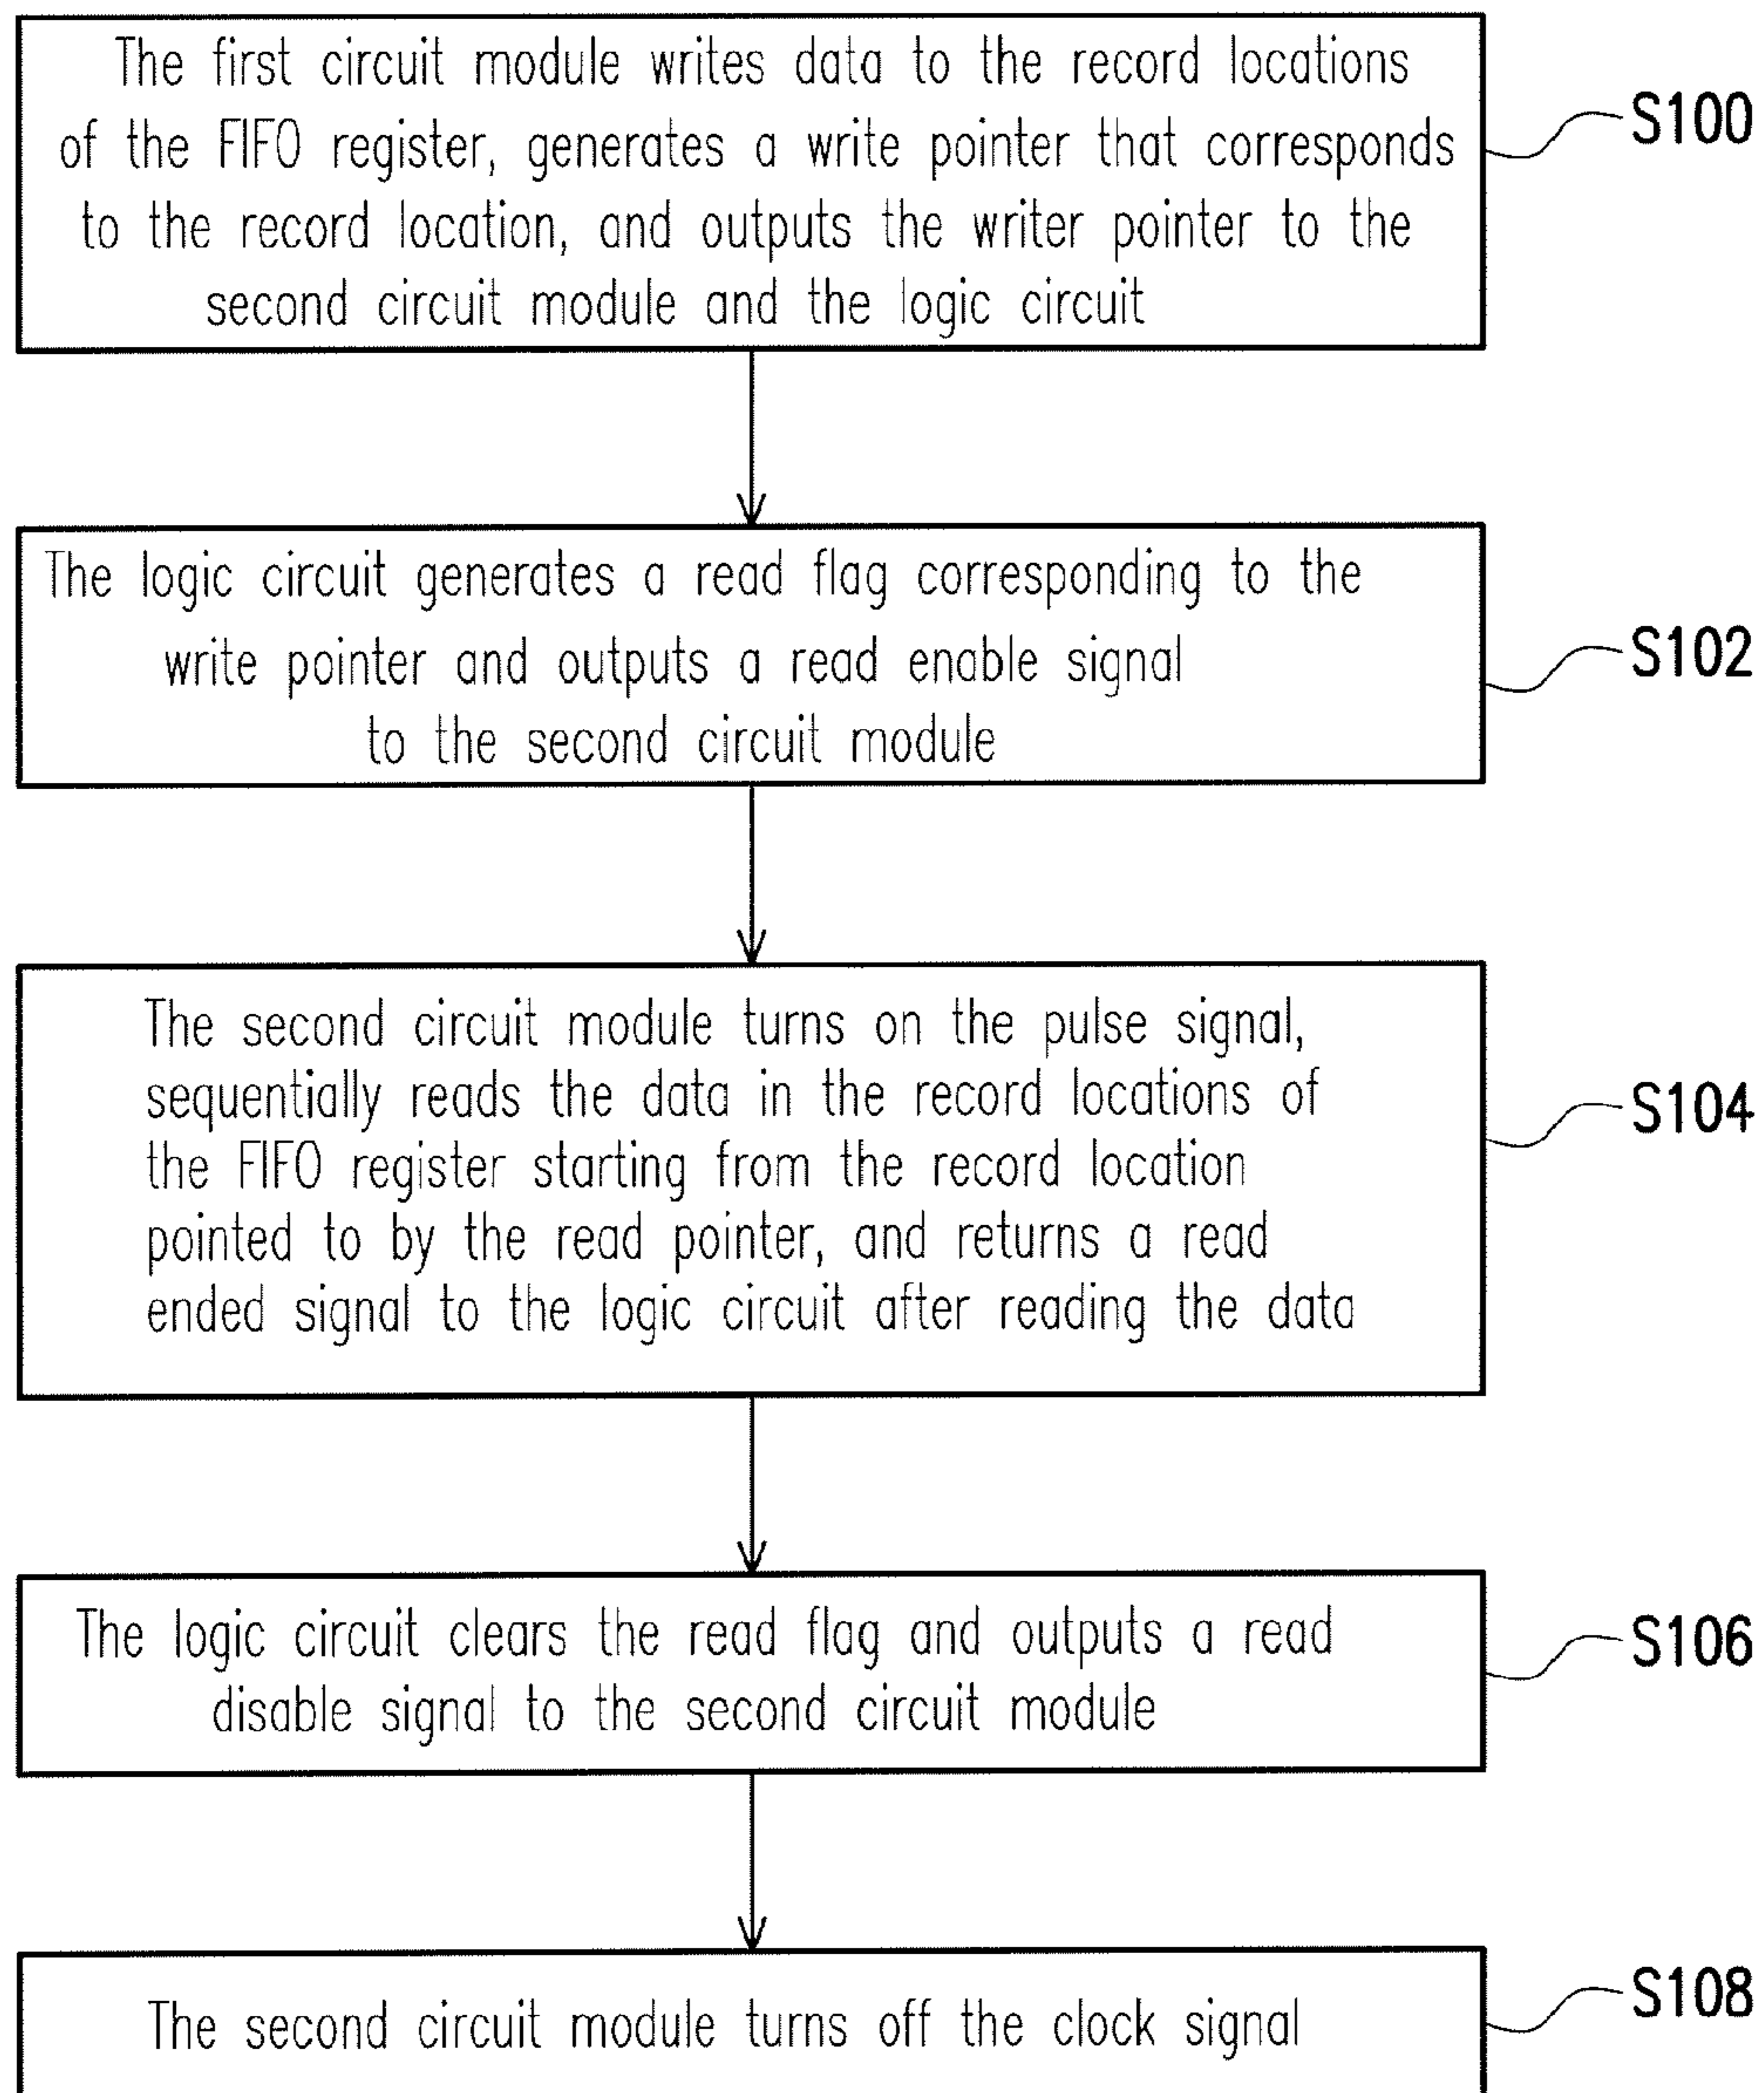 The first circuit module writes data to the record locations
of the FIFO register, generates a write pointer that corresponds
to the record location, and outputs the writer pointer to the
second circuit module and the logic circuit
S100
The logic circuit generates a read flag corresponding to the
write pointer and outputs a read enable signal
to the second circuit module
S102
The second circuit module turns on the pulse signal,
sequentially reads the data in the record locations of
the FIFO register starting from the record location
pointed to by the read pointer, and returns a read
ended signal to the logic circuit after reading the data
S104
The logic circuit clears the read flag and outputs a read
disable signal to the second circuit module
S106
The second circuit module turns off the clock signal
S108